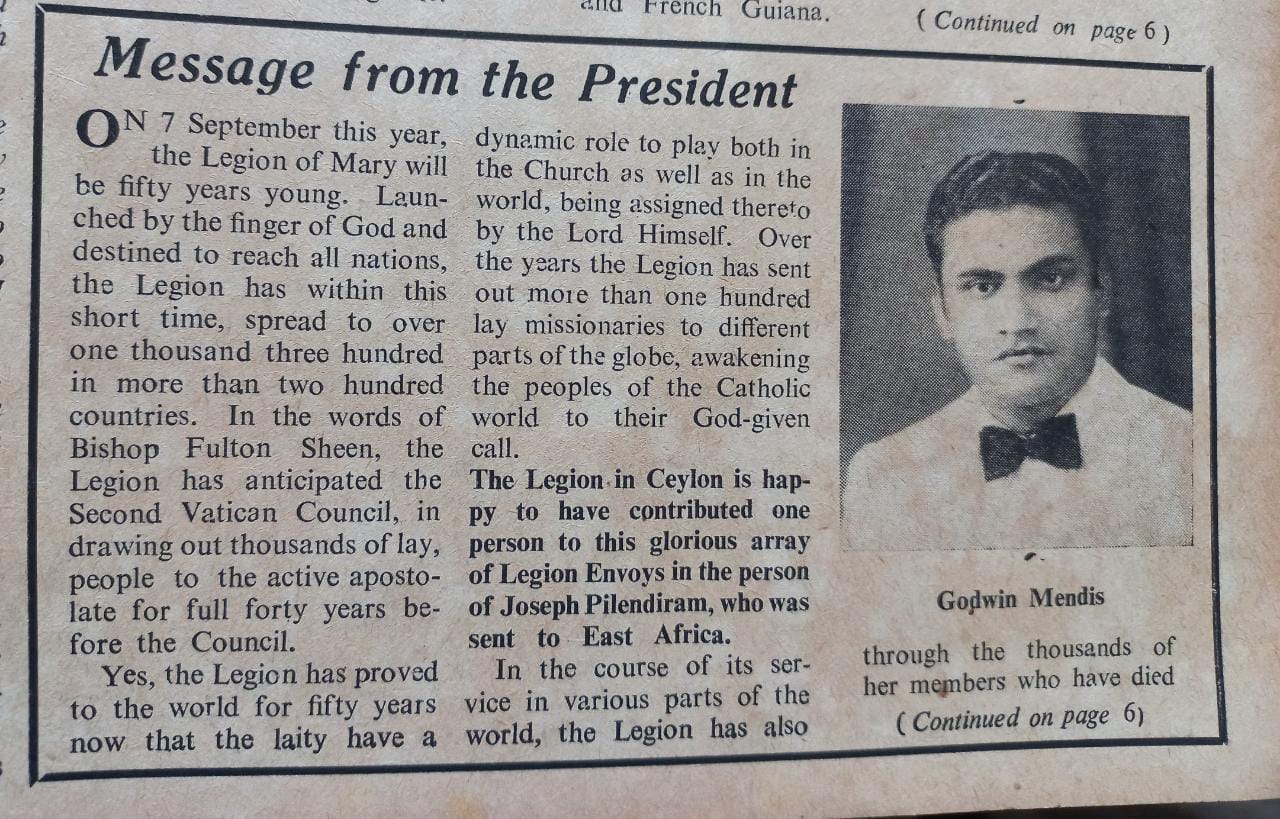 and French Guiana.
( Continued on page 6 )
Message from the President
ON 7 September this year,
the Legion of Mary will
be fifty years young. Laun-
ched by the finger of God and
destined to reach all nations,
the Legion has within this
short time, spread to over
one thousand three hundred
in more than two hundred
countries. In the words of
Bishop Fulton Sheen, the
Legion has anticipated the
Second Vatican Council, in
drawing out thousands of lay,
people to the active aposto-
late for full forty years be-
fore the Council.
Yes, the Legion has proved
to the world for fifty years
now that the laity have a
dynamic role to play both in
the Church as well as in the
world, being assigned thereto
by the Lord Himself. Over
the years the Legion has sent
out more than one hundred
lay missionaries to different
parts of the globe, awakening
the peoples of the Catholic
world to their God-given
call.
The Legion in Ceylon is hap-
py to have contributed one
person to this glorious array
of Legion Envoys in the person
of Joseph Pilendiram, who was
sent to East Africa.
In the course of its ser-
vice in various parts of the
world, the Legion has also
Godwin Mendis
through the thousands of
her members who have died
( Continued on page 6)